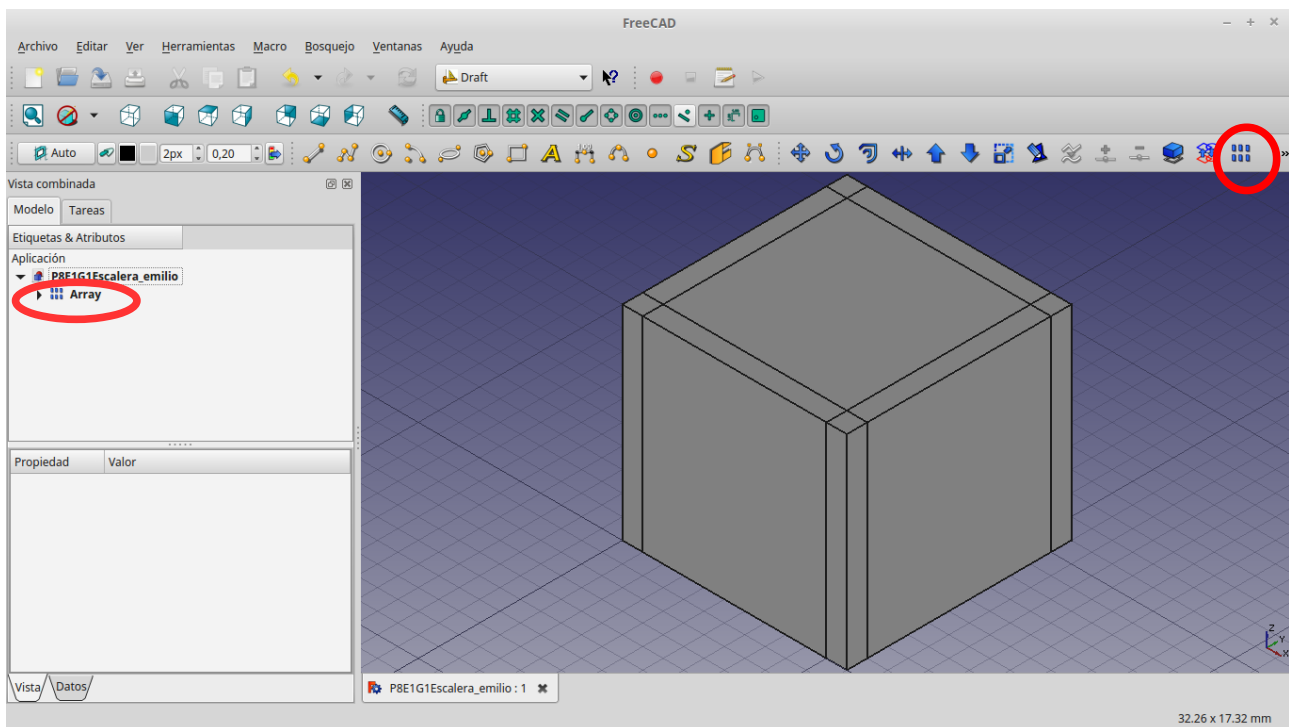 FreeCAD
Archivo Editar Ver Herramientas Macro Bosquejo Ventanas Ayuda
Draft
Auto 2px 0,20 A S »
Vista combinada
Modelo Tareas
Etiquetas & Atributos
Aplicación
P8E1G1Escalera_emilio
Array
Propiedad Valor
Z
Y
X
Vista Datos
P8E1G1Escalera_emilio : 1
32.26 x 17.32 mm